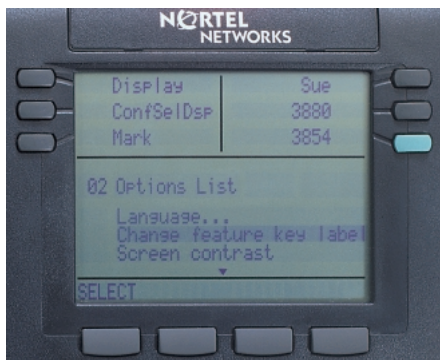 NORTEL
NETWORKS
Display Sue
ConfSelDsp 3880
Mark 3854
02 Options List
Language...
Change feature key label
Screen contrast
SELECT